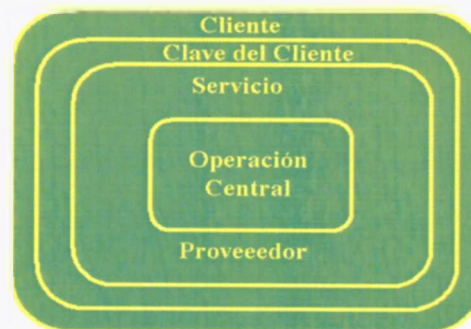 Cliente
Clave del Cliente
Servicio
Operación
Central
Proveeedor